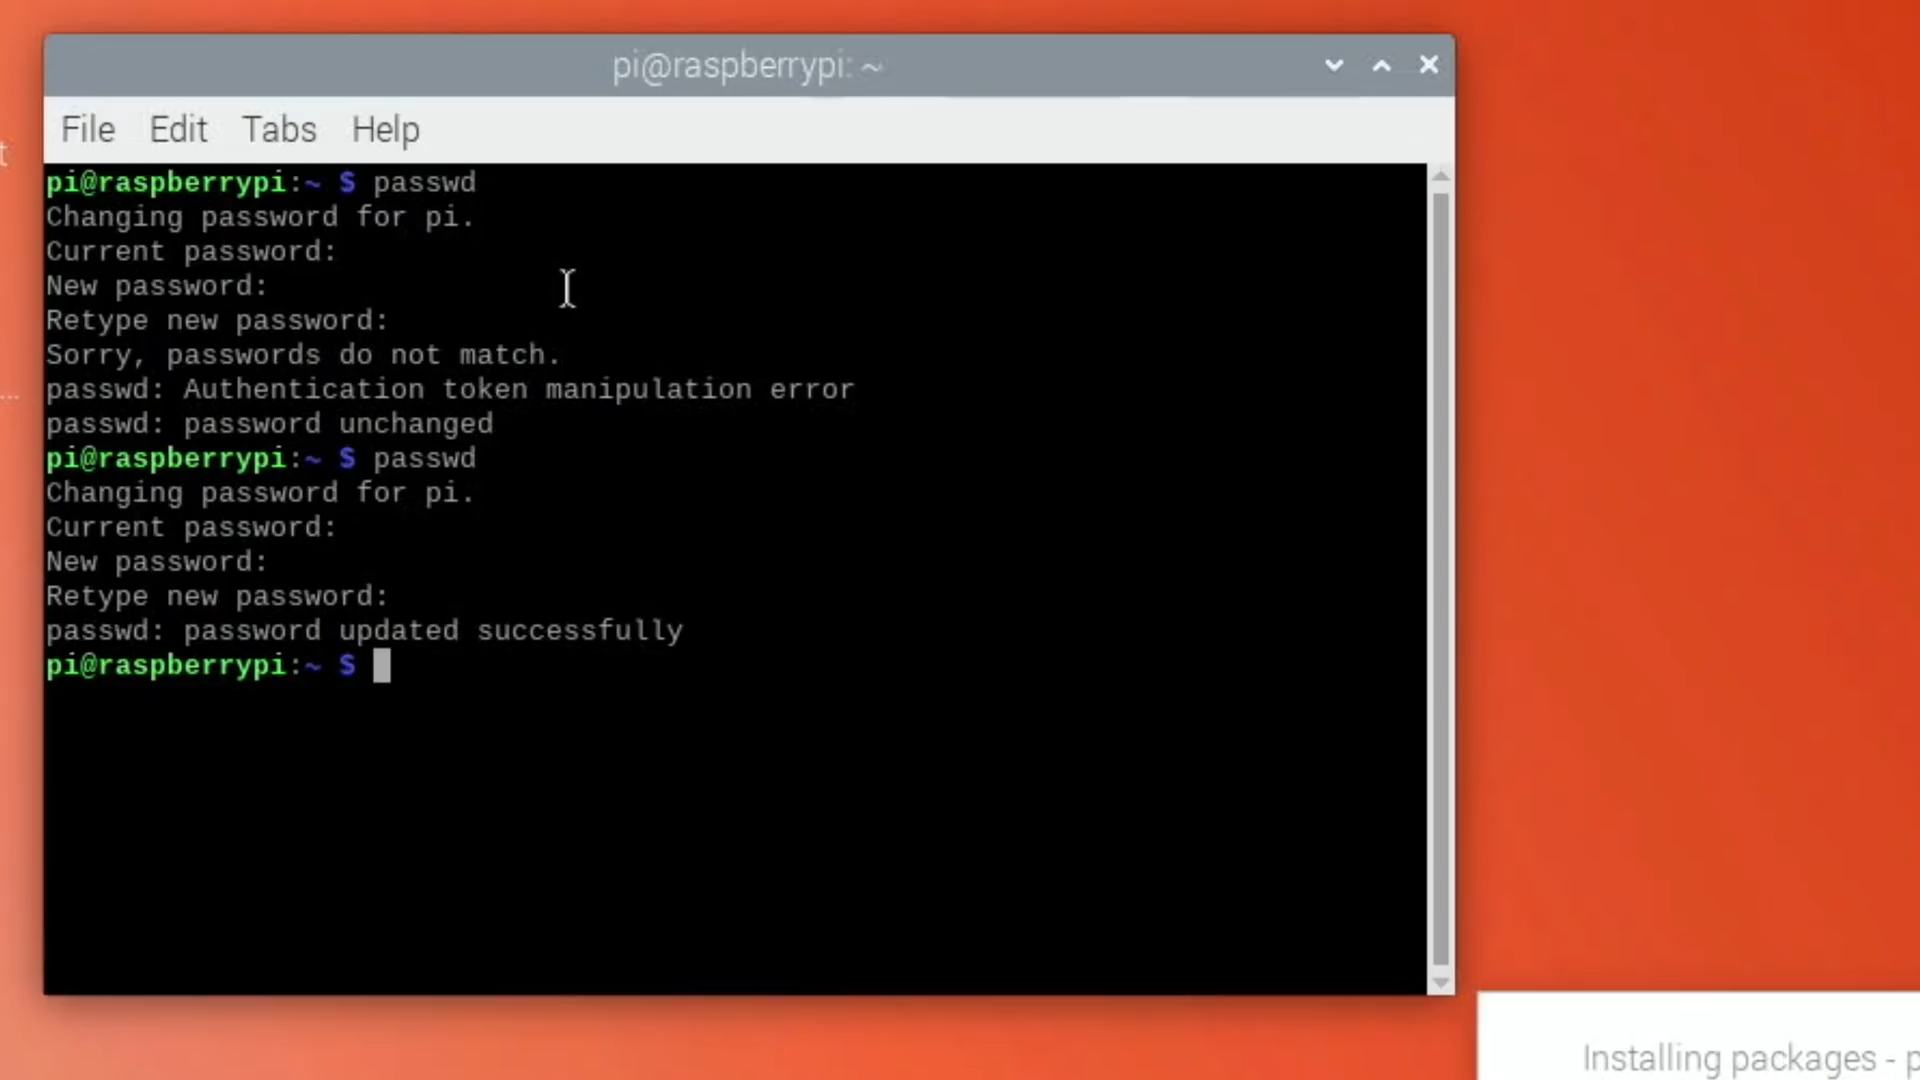 pi@raspberrypi: ~
File Edit Tabs Help
pi@raspberrypi:~ $ passwd
Changing password for pi.
Current password:
New password:
Retype new password:
Sorry, passwords do not match.
passwd: Authentication token manipulation error
passwd: password unchanged
pi@raspberrypi:~ $ passwd
Changing password for pi.
Current password:
New password:
Retype new password:
passwd: password updated successfully
pi@raspberrypi:~ $
Installing packages - p